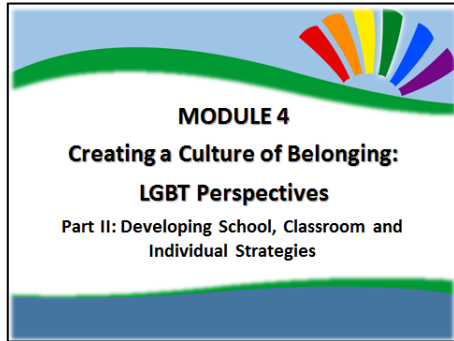 MODULE 4
Creating a Culture of Belonging:
LGBT Perspectives
Part II: Developing School, Classroom and
Individual Strategies